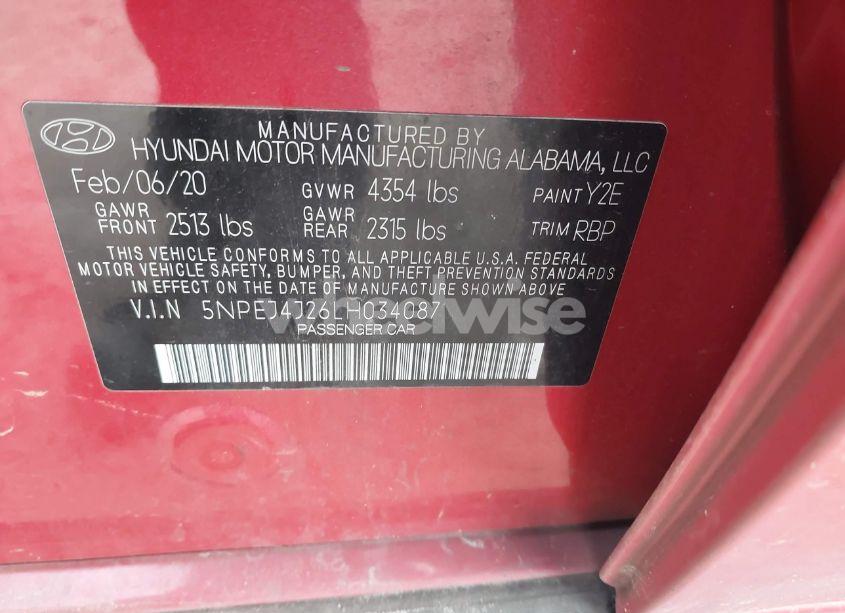 MANUFACTURED BY
HYUNDAI MOTOR MANUFACTURING ALABAMA, LLC
Feb/06/20 GVWR 4354 lbs PAINT Y2E
GAWR FRONT 2513 lbs GAWR REAR 2315 lbs TRIM RBP
THIS VEHICLE CONFORMS TO ALL APPLICABLE U.S.A. FEDERAL
MOTOR VEHICLE SAFETY, BUMPER, AND THEFT PREVENTION STANDARDS
IN EFFECT ON THE DATE OF MANUFACTURE SHOWN ABOVE
V.I.N 5NPEJ4J26LH034087
PASSENGER CAR
wheelwise